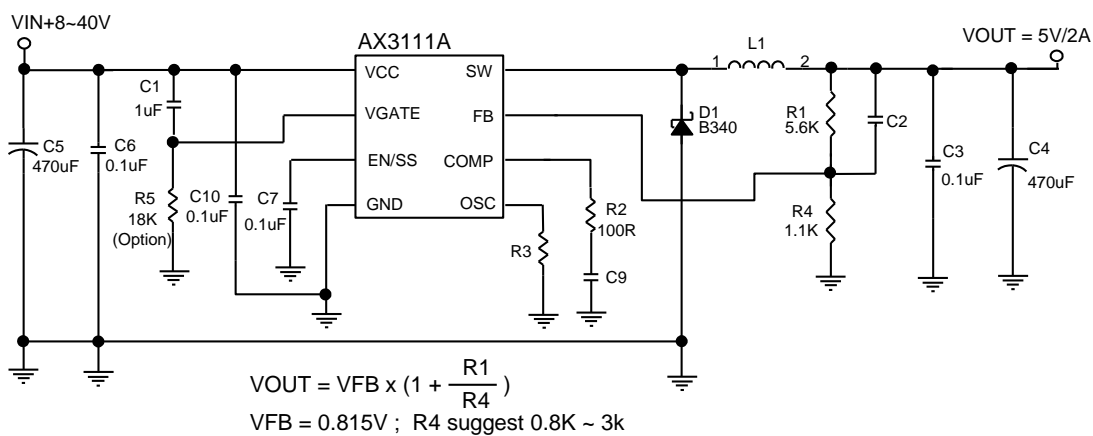 VIN+8~40V
AX3111A
VOUT = 5V/2A
L1
1
2
VCC
SW
C1
1uF
VGATE
FB
D1
B340
R1
5.6K
C2
C5
470uF
C6
0.1uF
EN/SS
COMP
C3
0.1uF
C4
470uF
R5
18K
(Option)
C10
0.1uF
C7
0.1uF
GND
OSC
R2
100R
R4
1.1K
R3
C9
VOUT = VFB x (1 + R1 / R4 )
VFB = 0.815V ; R4 suggest 0.8K ~ 3k